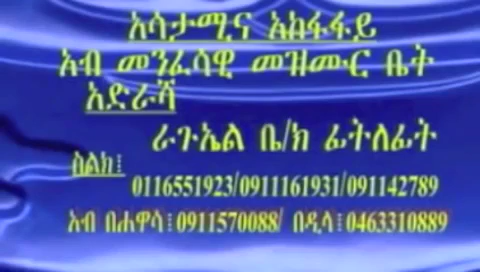 አሳታሚና አከፋፋይ
አብ መንፈሳዊ መዝሙር ቤት
አድራሻ
ራጉኤል ቤ/ክ ፊትለፊት
ስልክ፤
0116551923/0911161931/091142789
አብ በሐዋሳ፤0911570088/ በዲላ፤0463310889